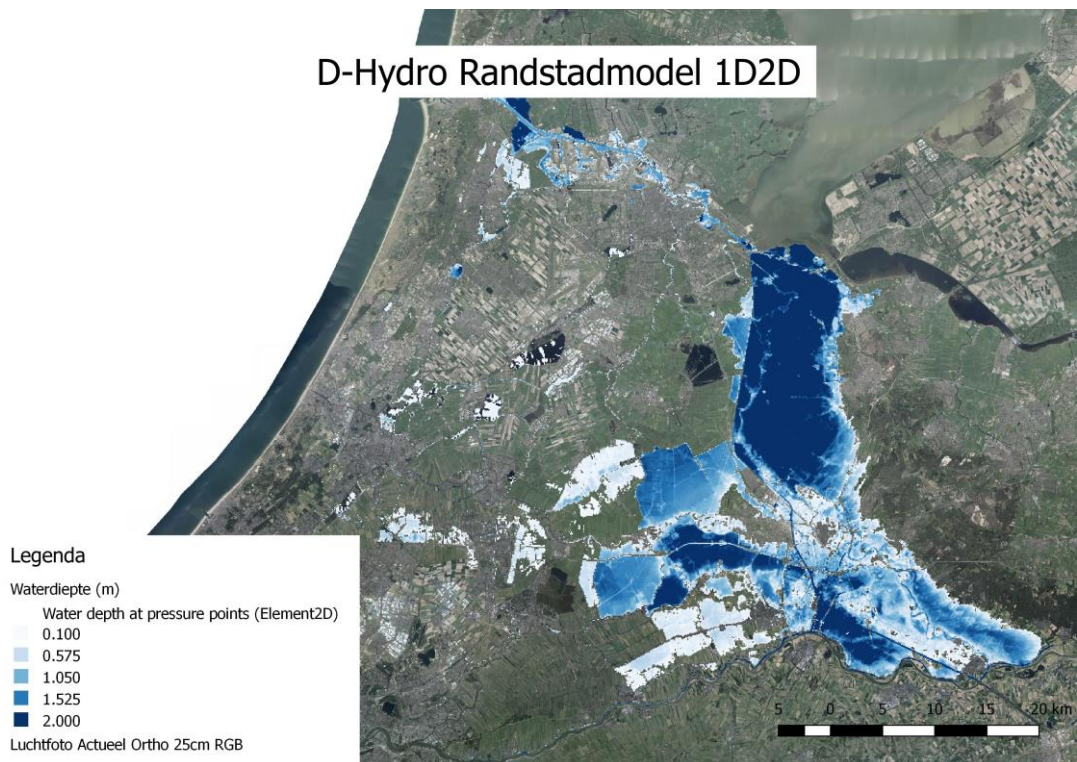 D-Hydro Randstadmodel 1D2D
Legenda
Waterdiepte (m)
Water depth at pressure points (Element2D)
0.100
0.575
1.050
1.525
2.000
Luchtfoto Actueel Ortho 25cm RGB
5 0 5 10 15 20 km